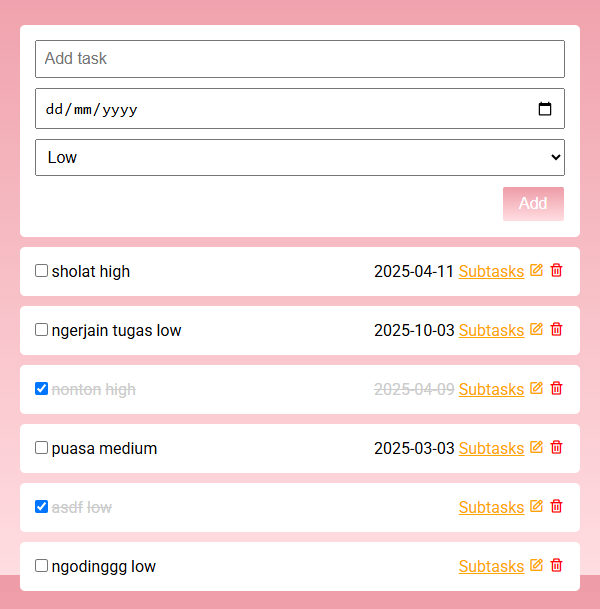 Add task
dd/mm/yyyy
Low
Add
sholat high 2025-04-11 Subtasks
ngerjain tugas low 2025-10-03 Subtasks
nonton high 2025-04-09 Subtasks
puasa medium 2025-03-03 Subtasks
asdf low Subtasks
ngodinggg low Subtasks